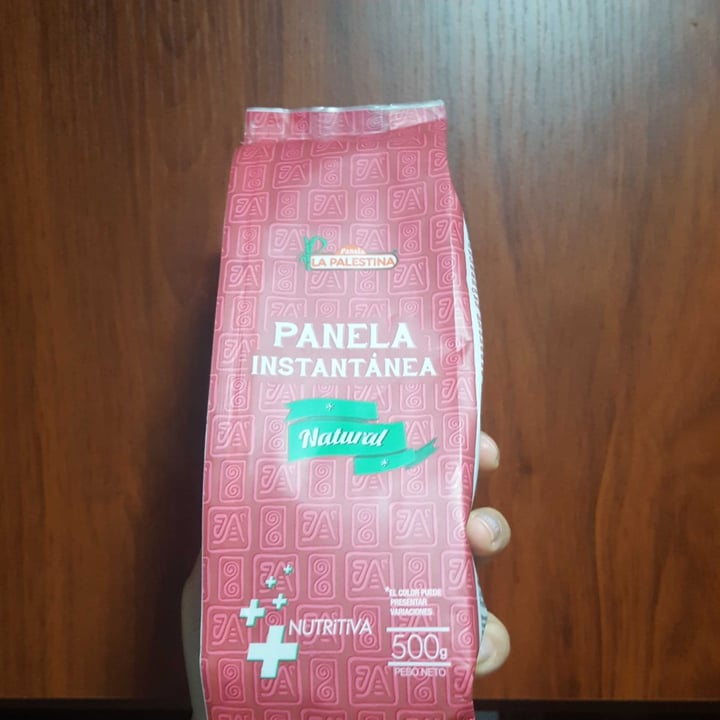 Panela
LA PALESTINA
PANELA
INSTANTÁNEA
Natural
*EL COLOR PUEDE
PRESENTAR
VARIACIONES
NUTRiTiVA
500g
PESO NETO